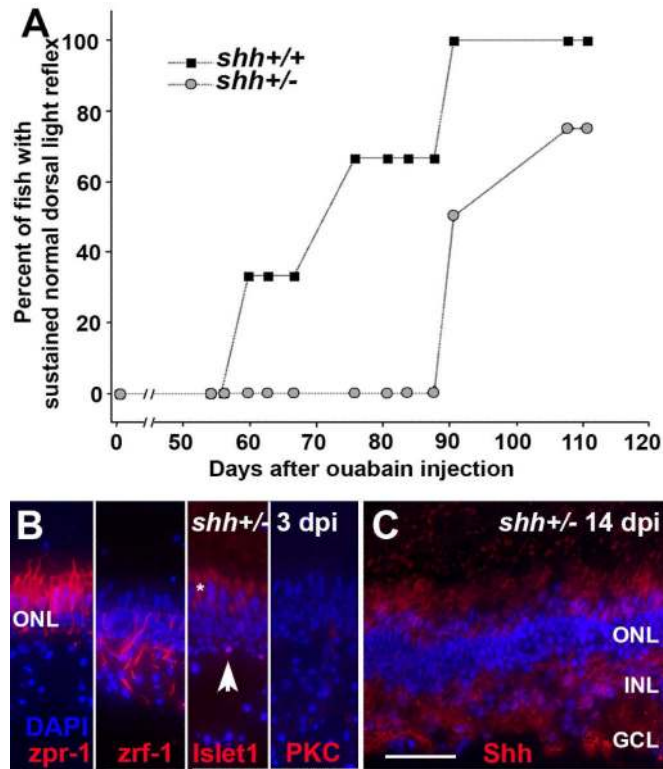 A
shh+/+
shh+/-
Percent of fish with
sustained normal dorsal light reflex
100
80
60
40
20
0
0 50 60 70 80 90 100 110 120
Days after ouabain injection
B shh+/- 3 dpi
*
ONL
DAPI
zpr-1 zrf-1 Islet1 PKC
C shh+/- 14 dpi
ONL
INL
GCL
Shh